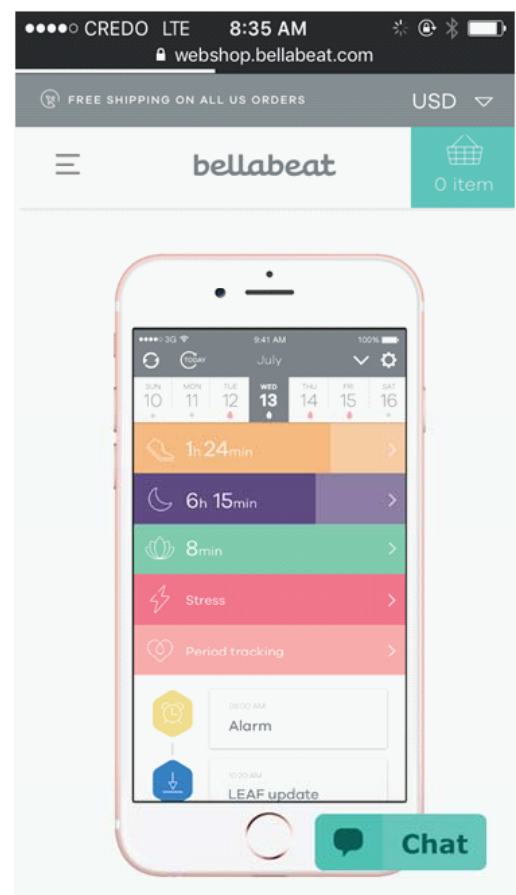 CREDO LTE 8:35 AM
webshop.bellabeat.com
FREE SHIPPING ON ALL US ORDERS USD
bellabeat
0 item
3G 9:41 AM 100%
TODAY July
SUN MON TUE WED THU FRI SAT
10 11 12 13 14 15 16
1h 24min
6h 15min
8min
Stress
Period tracking
08:00 AM
Alarm
10:20 AM
LEAF update
Chat